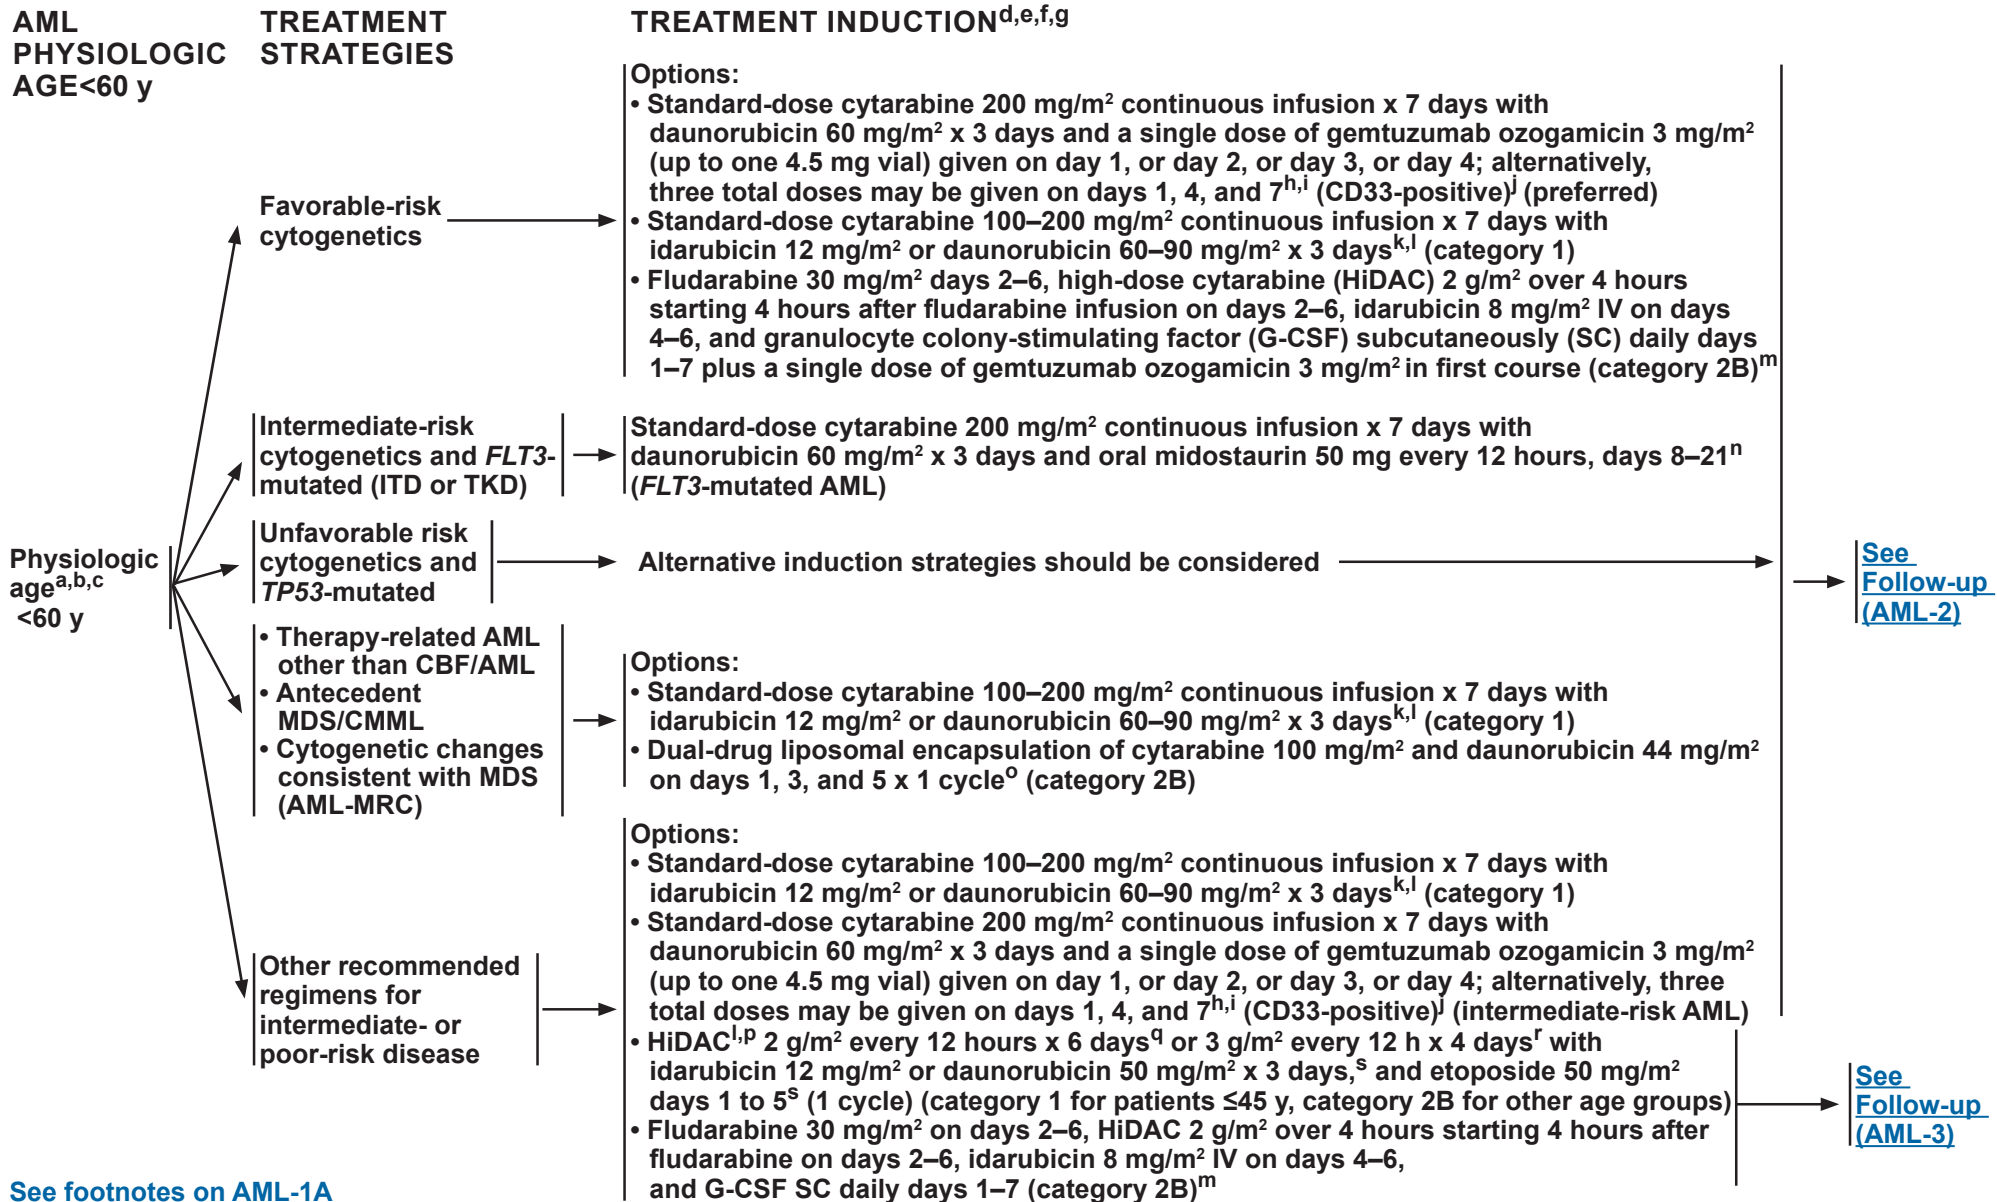 AML
PHYSIOLOGIC
AGE<60 y
TREATMENT
STRATEGIES
TREATMENT INDUCTIONd,e,f,g
Physiologic
agea,b,c
<60 y
Favorable-risk
cytogenetics
Options:
• Standard-dose cytarabine 200 mg/m² continuous infusion x 7 days with
daunorubicin 60 mg/m² x 3 days and a single dose of gemtuzumab ozogamicin 3 mg/m²
(up to one 4.5 mg vial) given on day 1, or day 2, or day 3, or day 4; alternatively,
three total doses may be given on days 1, 4, and 7h,i (CD33-positive)j (preferred)
• Standard-dose cytarabine 100–200 mg/m² continuous infusion x 7 days with
idarubicin 12 mg/m² or daunorubicin 60–90 mg/m² x 3 daysk,l (category 1)
• Fludarabine 30 mg/m² days 2–6, high-dose cytarabine (HiDAC) 2 g/m² over 4 hours
starting 4 hours after fludarabine infusion on days 2–6, idarubicin 8 mg/m² IV on days
4–6, and granulocyte colony-stimulating factor (G-CSF) subcutaneously (SC) daily days
1–7 plus a single dose of gemtuzumab ozogamicin 3 mg/m² in first course (category 2B)m
Intermediate-risk
cytogenetics and FLT3-
mutated (ITD or TKD)
Standard-dose cytarabine 200 mg/m² continuous infusion x 7 days with
daunorubicin 60 mg/m² x 3 days and oral midostaurin 50 mg every 12 hours, days 8–21n
(FLT3-mutated AML)
Unfavorable risk
cytogenetics and
TP53-mutated
Alternative induction strategies should be considered
• Therapy-related AML
other than CBF/AML
• Antecedent
MDS/CMML
• Cytogenetic changes
consistent with MDS
(AML-MRC)
Options:
• Standard-dose cytarabine 100–200 mg/m² continuous infusion x 7 days with
idarubicin 12 mg/m² or daunorubicin 60–90 mg/m² x 3 daysk,l (category 1)
• Dual-drug liposomal encapsulation of cytarabine 100 mg/m² and daunorubicin 44 mg/m²
on days 1, 3, and 5 x 1 cycleo (category 2B)
Other recommended
regimens for
intermediate- or
poor-risk disease
Options:
• Standard-dose cytarabine 100–200 mg/m² continuous infusion x 7 days with
idarubicin 12 mg/m² or daunorubicin 60–90 mg/m² x 3 daysk,l (category 1)
• Standard-dose cytarabine 200 mg/m² continuous infusion x 7 days with
daunorubicin 60 mg/m² x 3 days and a single dose of gemtuzumab ozogamicin 3 mg/m²
(up to one 4.5 mg vial) given on day 1, or day 2, or day 3, or day 4; alternatively, three
total doses may be given on days 1, 4, and 7h,i (CD33-positive)j (intermediate-risk AML)
• HiDACl,p 2 g/m² every 12 hours x 6 daysq or 3 g/m² every 12 h x 4 daysr with
idarubicin 12 mg/m² or daunorubicin 50 mg/m² x 3 days,s and etoposide 50 mg/m²
days 1 to 5s (1 cycle) (category 1 for patients ≤45 y, category 2B for other age groups)
• Fludarabine 30 mg/m² on days 2–6, HiDAC 2 g/m² over 4 hours starting 4 hours after
fludarabine on days 2–6, idarubicin 8 mg/m² IV on days 4–6,
and G-CSF SC daily days 1–7 (category 2B)m
See
Follow-up
(AML-2)
See
Follow-up
(AML-3)
See footnotes on AML-1A